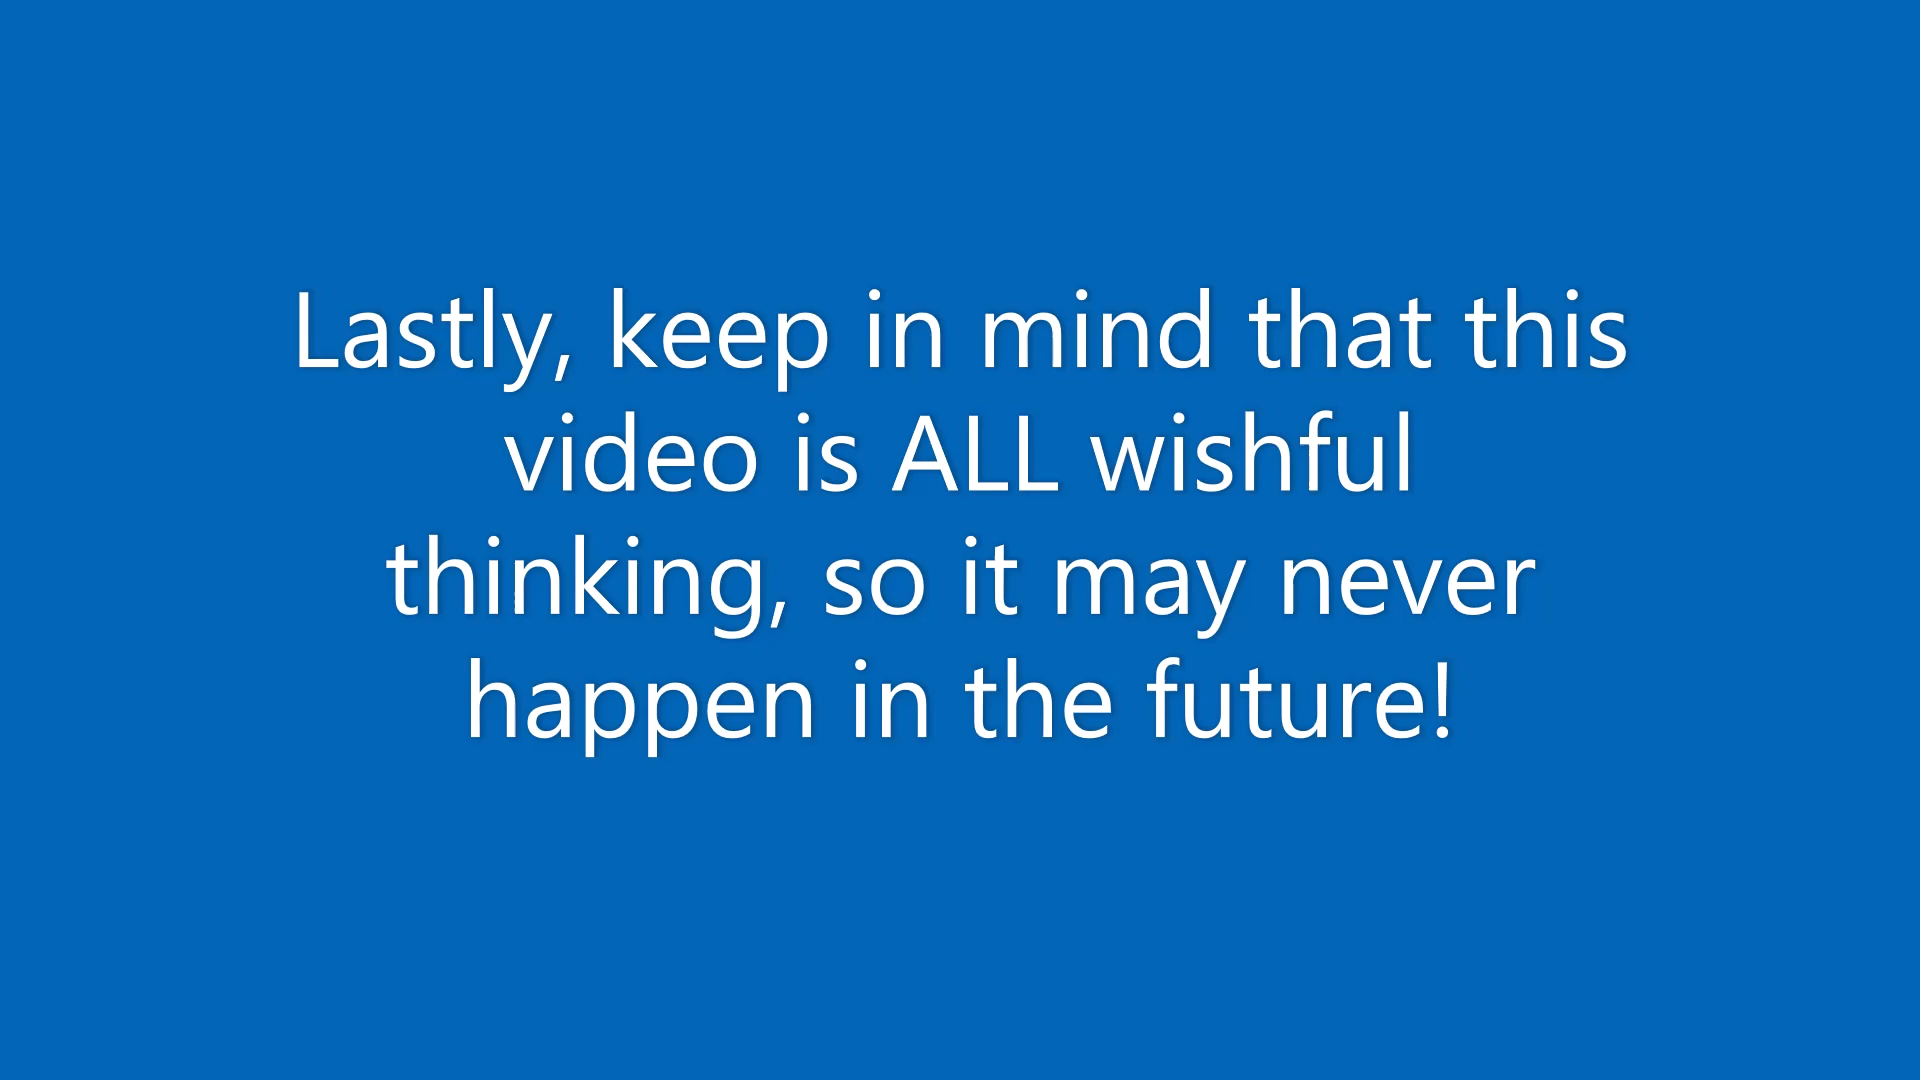 Lastly, keep in mind that this
video is ALL wishful
thinking, so it may never
happen in the future!